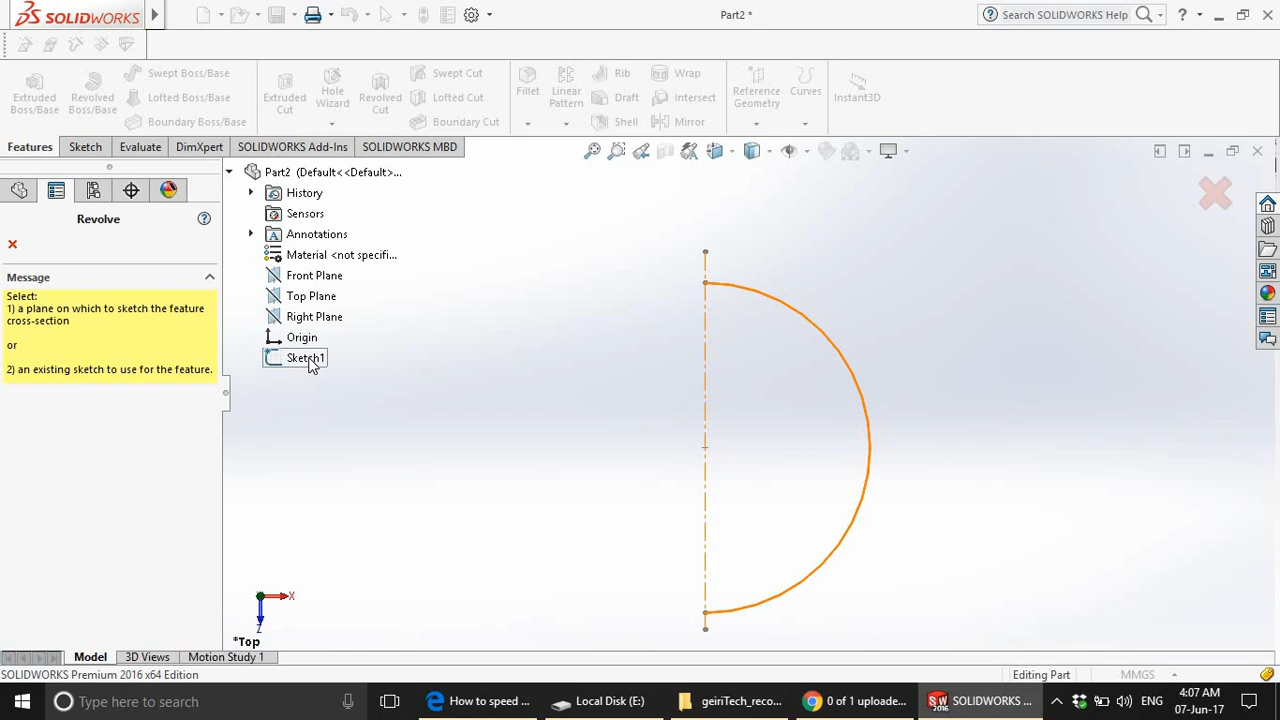 SOLIDWORKS
Part2 *
Search SOLIDWORKS Help
?
Extruded Boss/Base
Revolved Boss/Base
Swept Boss/Base
Lofted Boss/Base
Boundary Boss/Base
Extruded Cut
Hole Wizard
Revolved Cut
Swept Cut
Lofted Cut
Boundary Cut
Fillet
Linear Pattern
Rib
Draft
Shell
Wrap
Intersect
Mirror
Reference Geometry
Curves
Instant3D
Features
Sketch
Evaluate
DimXpert
SOLIDWORKS Add-Ins
SOLIDWORKS MBD
Revolve
?
Message
Select:
1) a plane on which to sketch the feature
cross-section
or
2) an existing sketch to use for the feature.
Part2 (Default<<Default>...
History
Sensors
A Annotations
Material <not specifi...
Front Plane
Top Plane
Right Plane
Origin
Sketch1
X
Z
*Top
Model
3D Views
Motion Study 1
SOLIDWORKS Premium 2016 x64 Edition
Editing Part
MMGS
Type here to search
How to speed ...
Local Disk (E:)
geiriTech_reco...
0 of 1 uploade...
SW 2016
SOLIDWORKS ...
ENG
4:07 AM
07-Jun-17